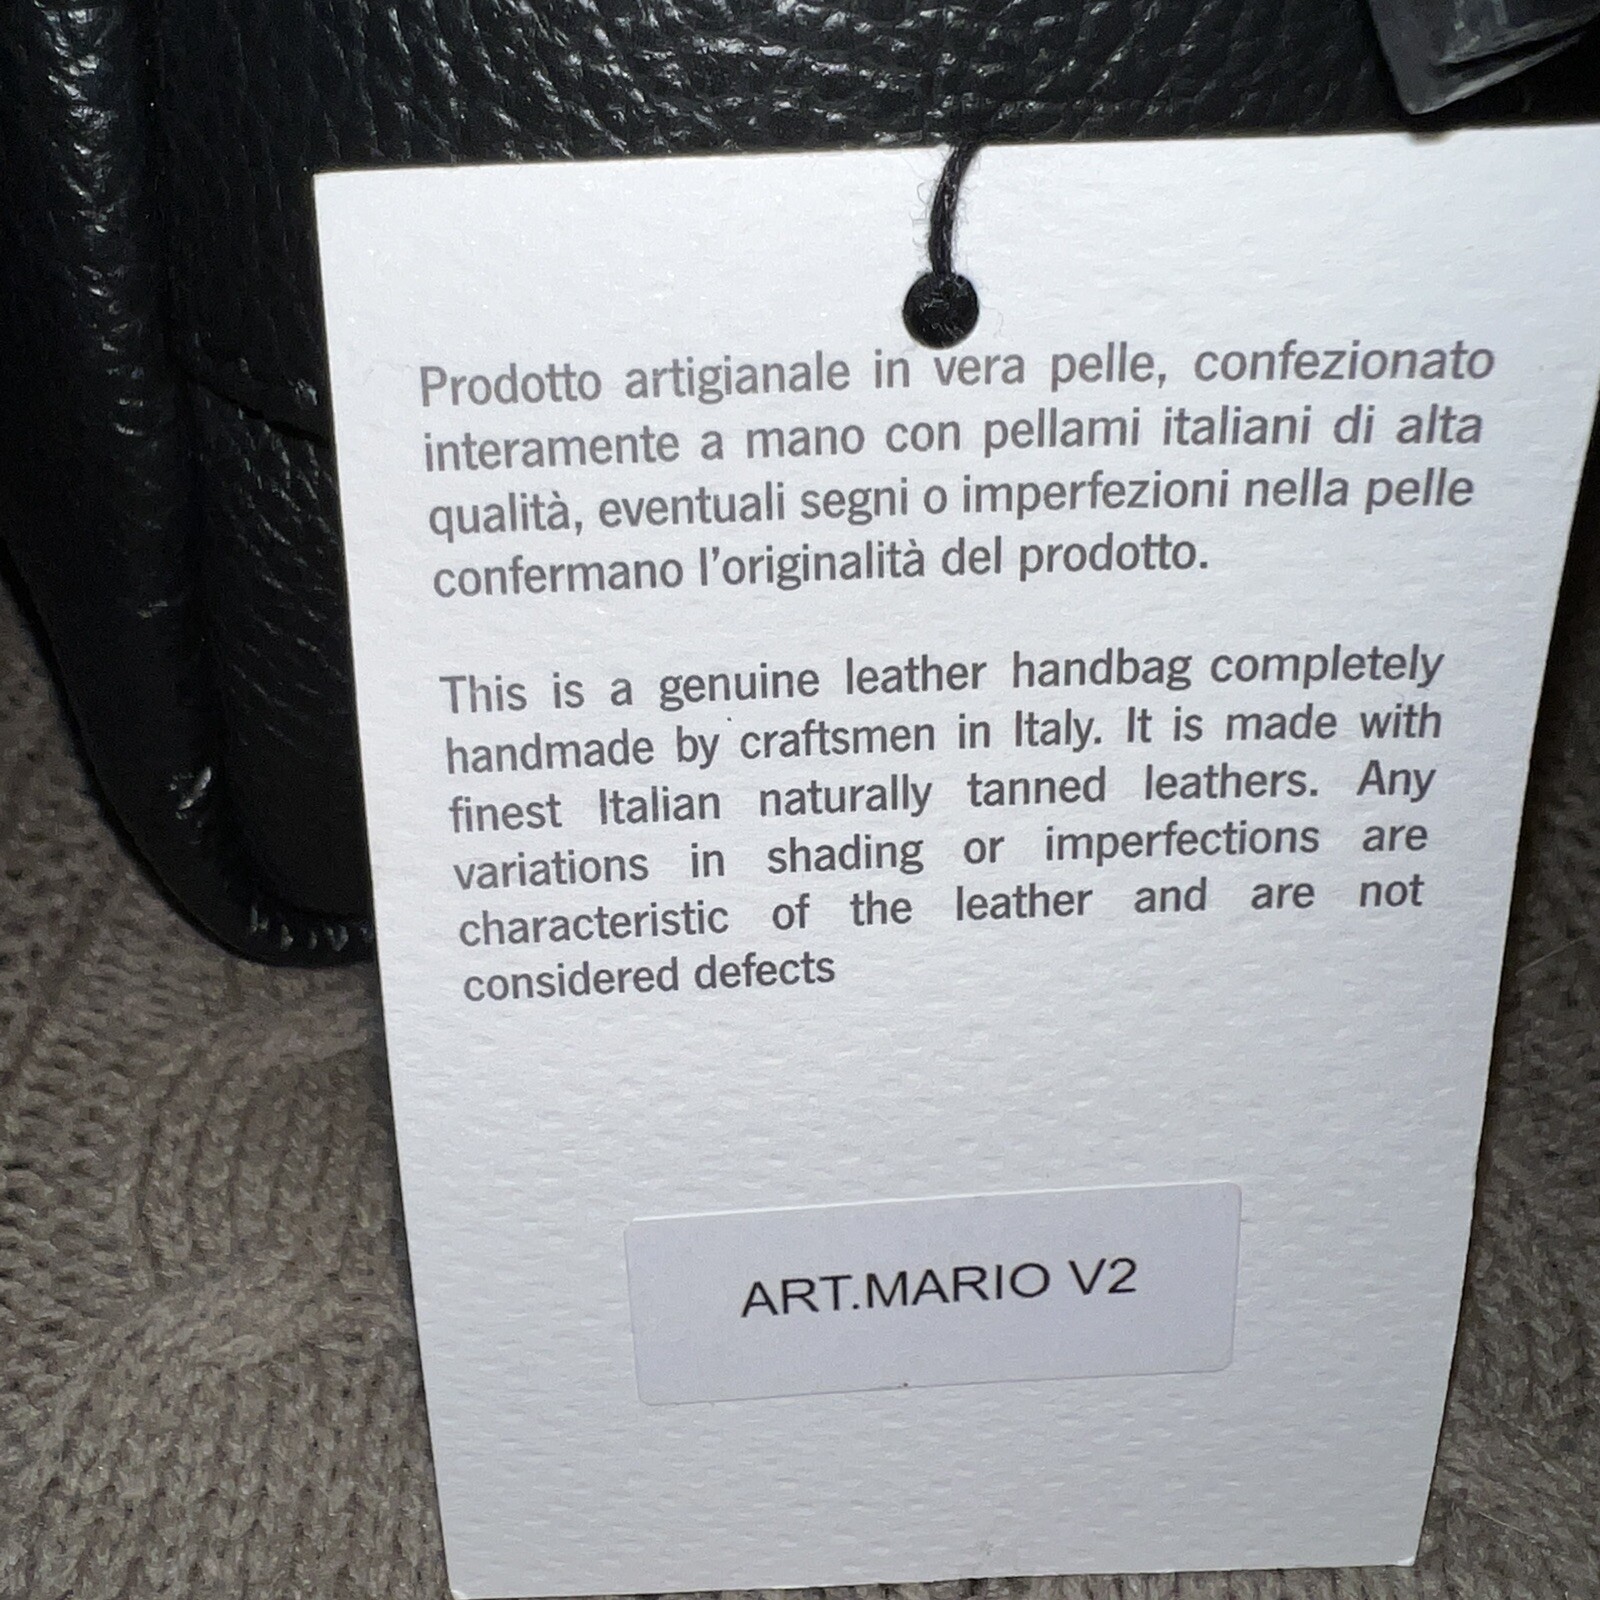 Prodotto artigianale in vera pelle, confezionato
interamente a mano con pellami italiani di alta
qualità, eventuali segni o imperfezioni nella pelle
confermano l'originalità del prodotto.
This is a genuine leather handbag completely
handmade by craftsmen in Italy. It is made with
finest Italian naturally tanned leathers. Any
variations in shading or imperfections are
characteristic of the leather and are not
considered defects
ART.MARIO V2